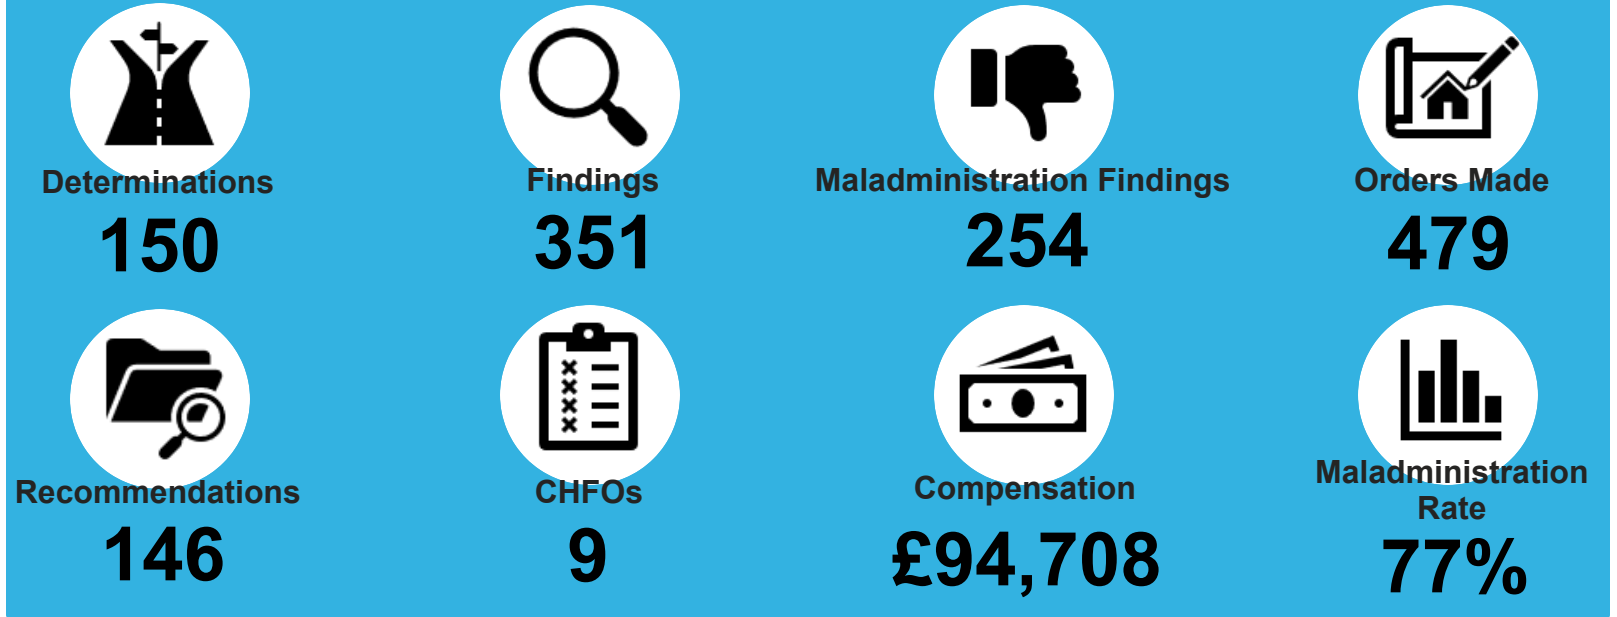 Determinations
150
Findings
351
Maladministration Findings
254
Orders Made
479
Recommendations
146
CHFOs
9
Compensation
£94,708
Maladministration
Rate
77%